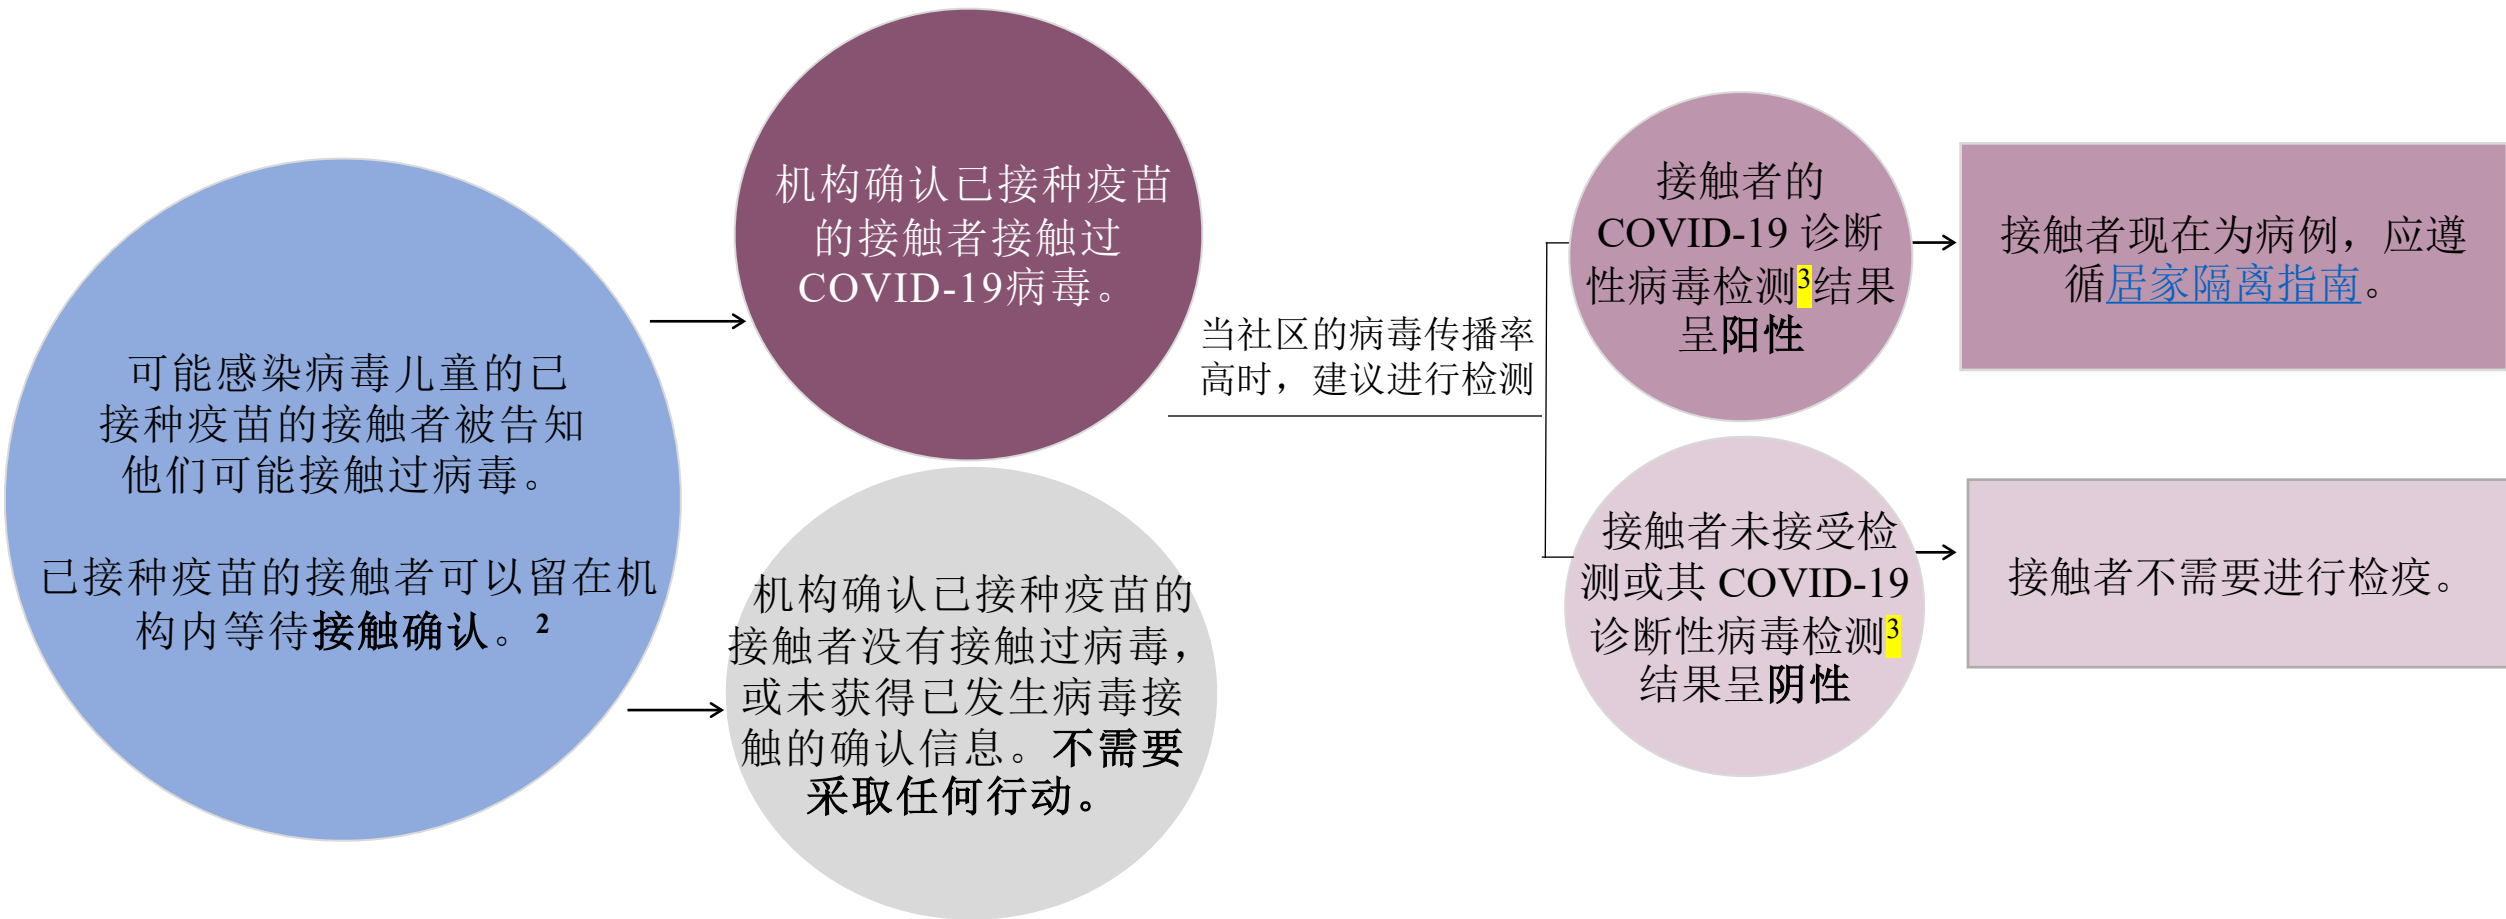 可能感染病毒儿童的已
接种疫苗的接触者被告知
他们可能接触过病毒。
已接种疫苗的接触者可以留在机
构内等待接触确认。2
机构确认已接种疫苗
的接触者接触过
COVID-19病毒。
机构确认已接种疫苗的
接触者没有接触过病毒，
或未获得已发生病毒接
触的确认信息。不需要
采取任何行动。
当社区的病毒传播率
高时，建议进行检测
接触者的
COVID-19 诊断
性病毒检测3结果
呈阳性
接触者现在为病例，应遵
循居家隔离指南。
接触者未接受检
测或其 COVID-19
诊断性病毒检测3
结果呈阴性
接触者不需要进行检疫。